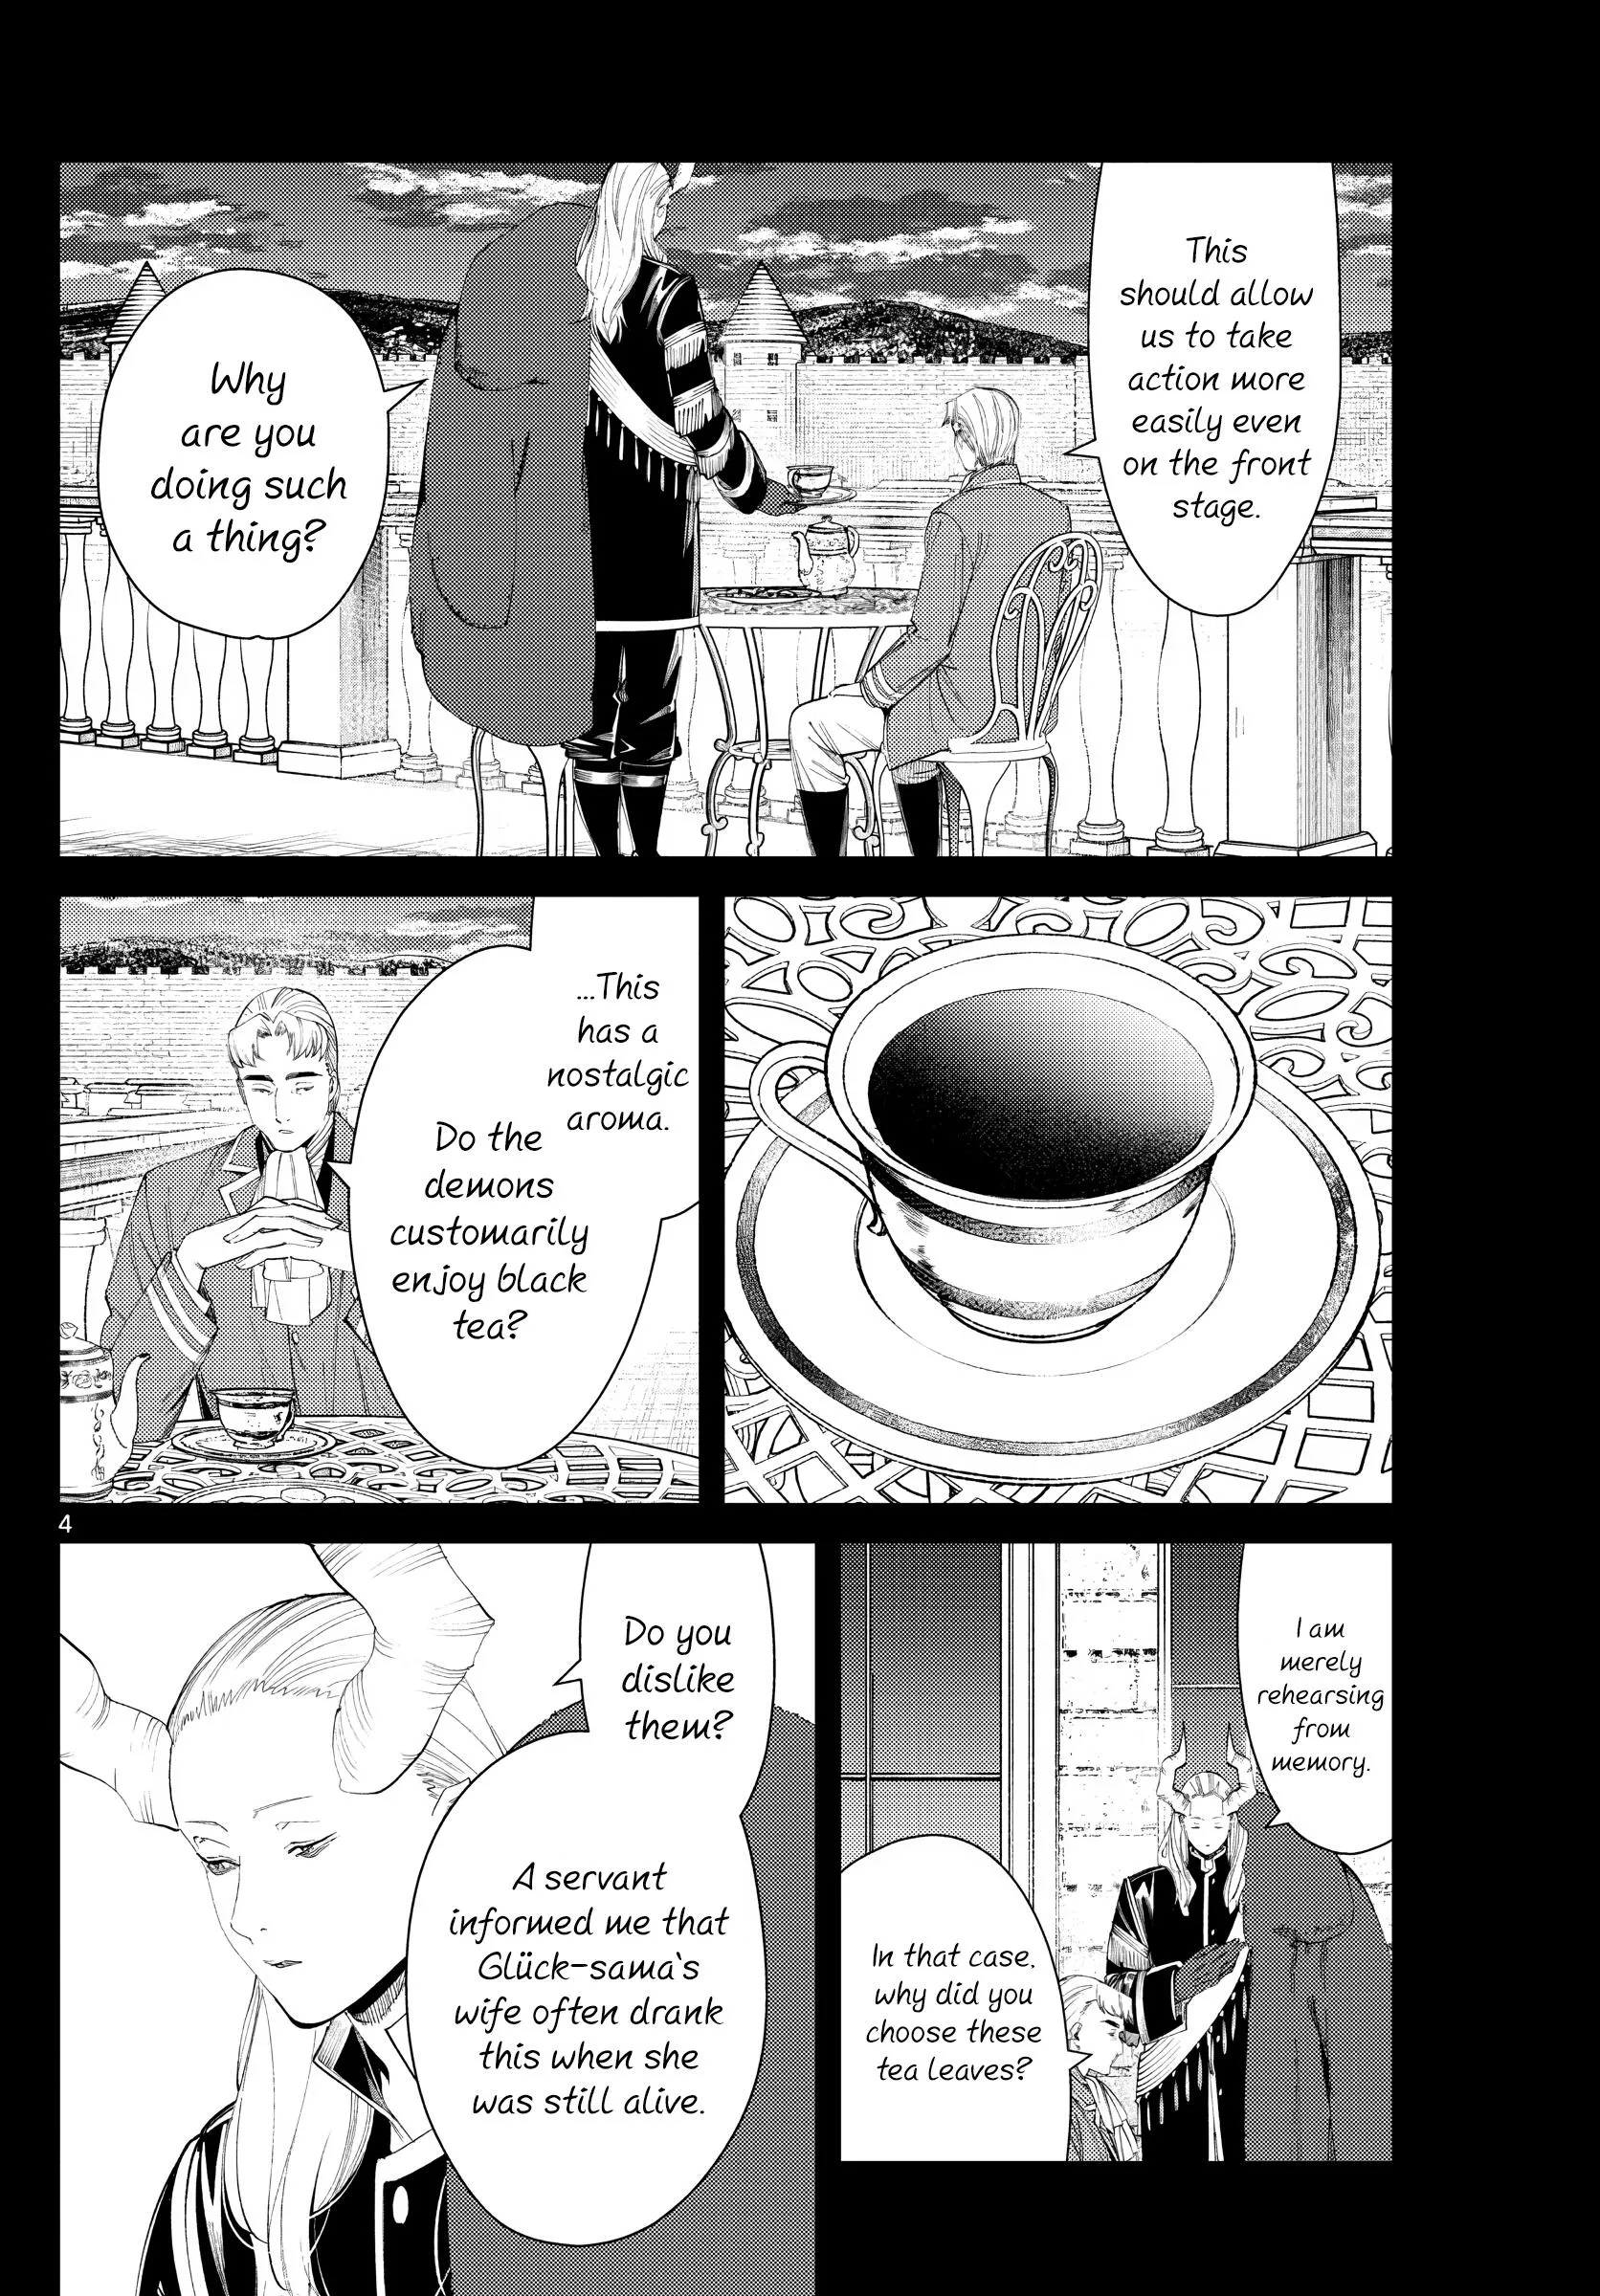 This
should allow
us to take
action more
easily even
on the front
stage.
Why
are you
doing such
a thing?
...This
has a
nostalgic
aroma.
Do the
demons
customarily
enjoy black
tea?
I am
merely
rehearsing
from
memory.
In that case,
why did you
choose these
tea leaves?
Do you
dislike
them?
A servant
informed me that
Glück-sama`s
wife often drank
this when she
was still alive.
4